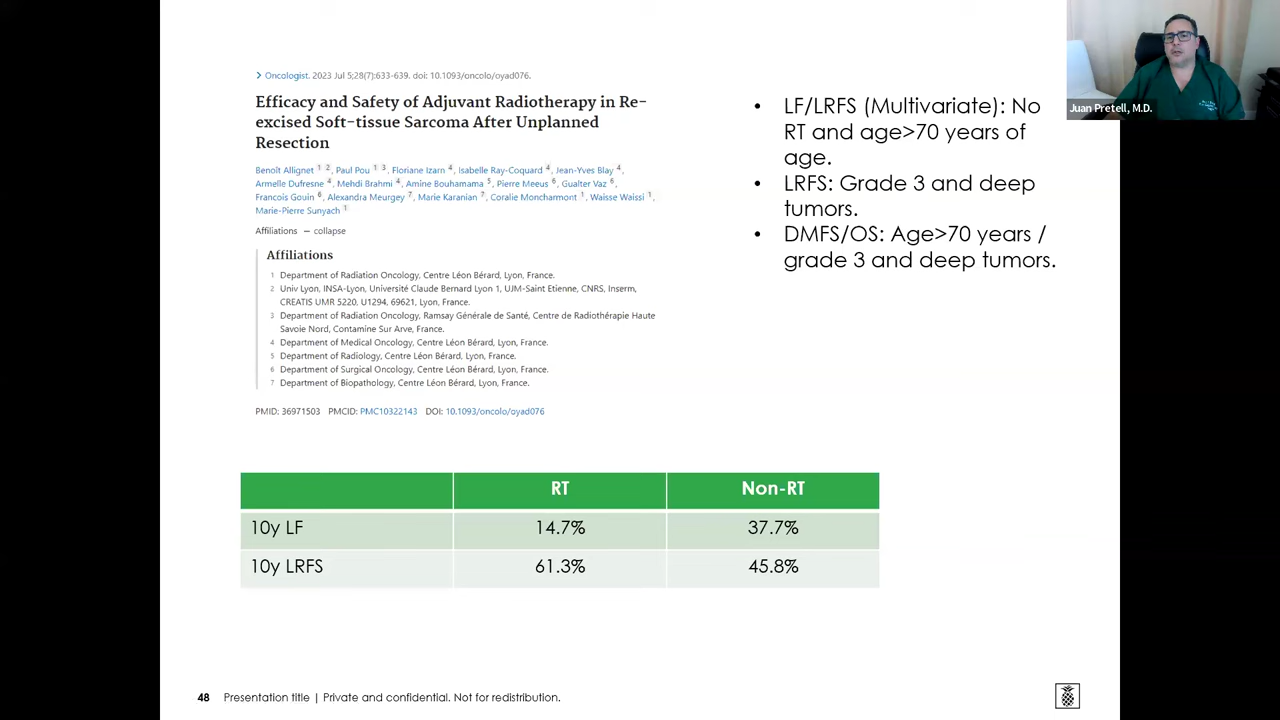 Oncologist. 2023 Jul 5;28(7):633-639. doi: 10.1093/oncolo/oyad076.
Efficacy and Safety of Adjuvant Radiotherapy in Re-
excised Soft-tissue Sarcoma After Unplanned
Resection
Benoît Allignet 1 2, Paul Pou 1 3, Floriane Izarn 4, Isabelle Ray-Coquard 4, Jean-Yves Blay 4,
Armelle Dufresne 4, Mehdi Brahmi 4, Amine Bouhamama 5, Pierre Meeus 6, Gualter Vaz 6,
Francois Gouin 6, Alexandra Meurgey 7, Marie Karanian 7, Coralie Moncharmont 1, Waisse Waissi 1,
Marie-Pierre Sunyach 1
Affiliations — collapse
Affiliations
1 Department of Radiation Oncology, Centre Léon Bérard, Lyon, France.
2 Univ Lyon, INSA-Lyon, Université Claude Bernard Lyon 1, UJM-Saint Etienne, CNRS, Inserm,
CREATIS UMR 5220, U1294, 69621, Lyon, France.
3 Department of Radiation Oncology, Ramsay Générale de Santé, Centre de Radiothérapie Haute
Savoie Nord, Contamine Sur Arve, France.
4 Department of Medical Oncology, Centre Léon Bérard, Lyon, France.
5 Department of Radiology, Centre Léon Bérard, Lyon, France.
6 Department of Surgical Oncology, Centre Léon Bérard, Lyon, France.
7 Department of Biopathology, Centre Léon Bérard, Lyon, France.
PMID: 36971503 PMCID: PMC10322143 DOI: 10.1093/oncolo/oyad076
• LF/LRFS (Multivariate): No
RT and age>70 years of
age.
• LRFS: Grade 3 and deep
tumors.
• DMFS/OS: Age>70 years /
grade 3 and deep tumors.
Juan Pretell, M.D.
RT Non-RT
10y LF 14.7% 37.7%
10y LRFS 61.3% 45.8%
48 Presentation title | Private and confidential. Not for redistribution.